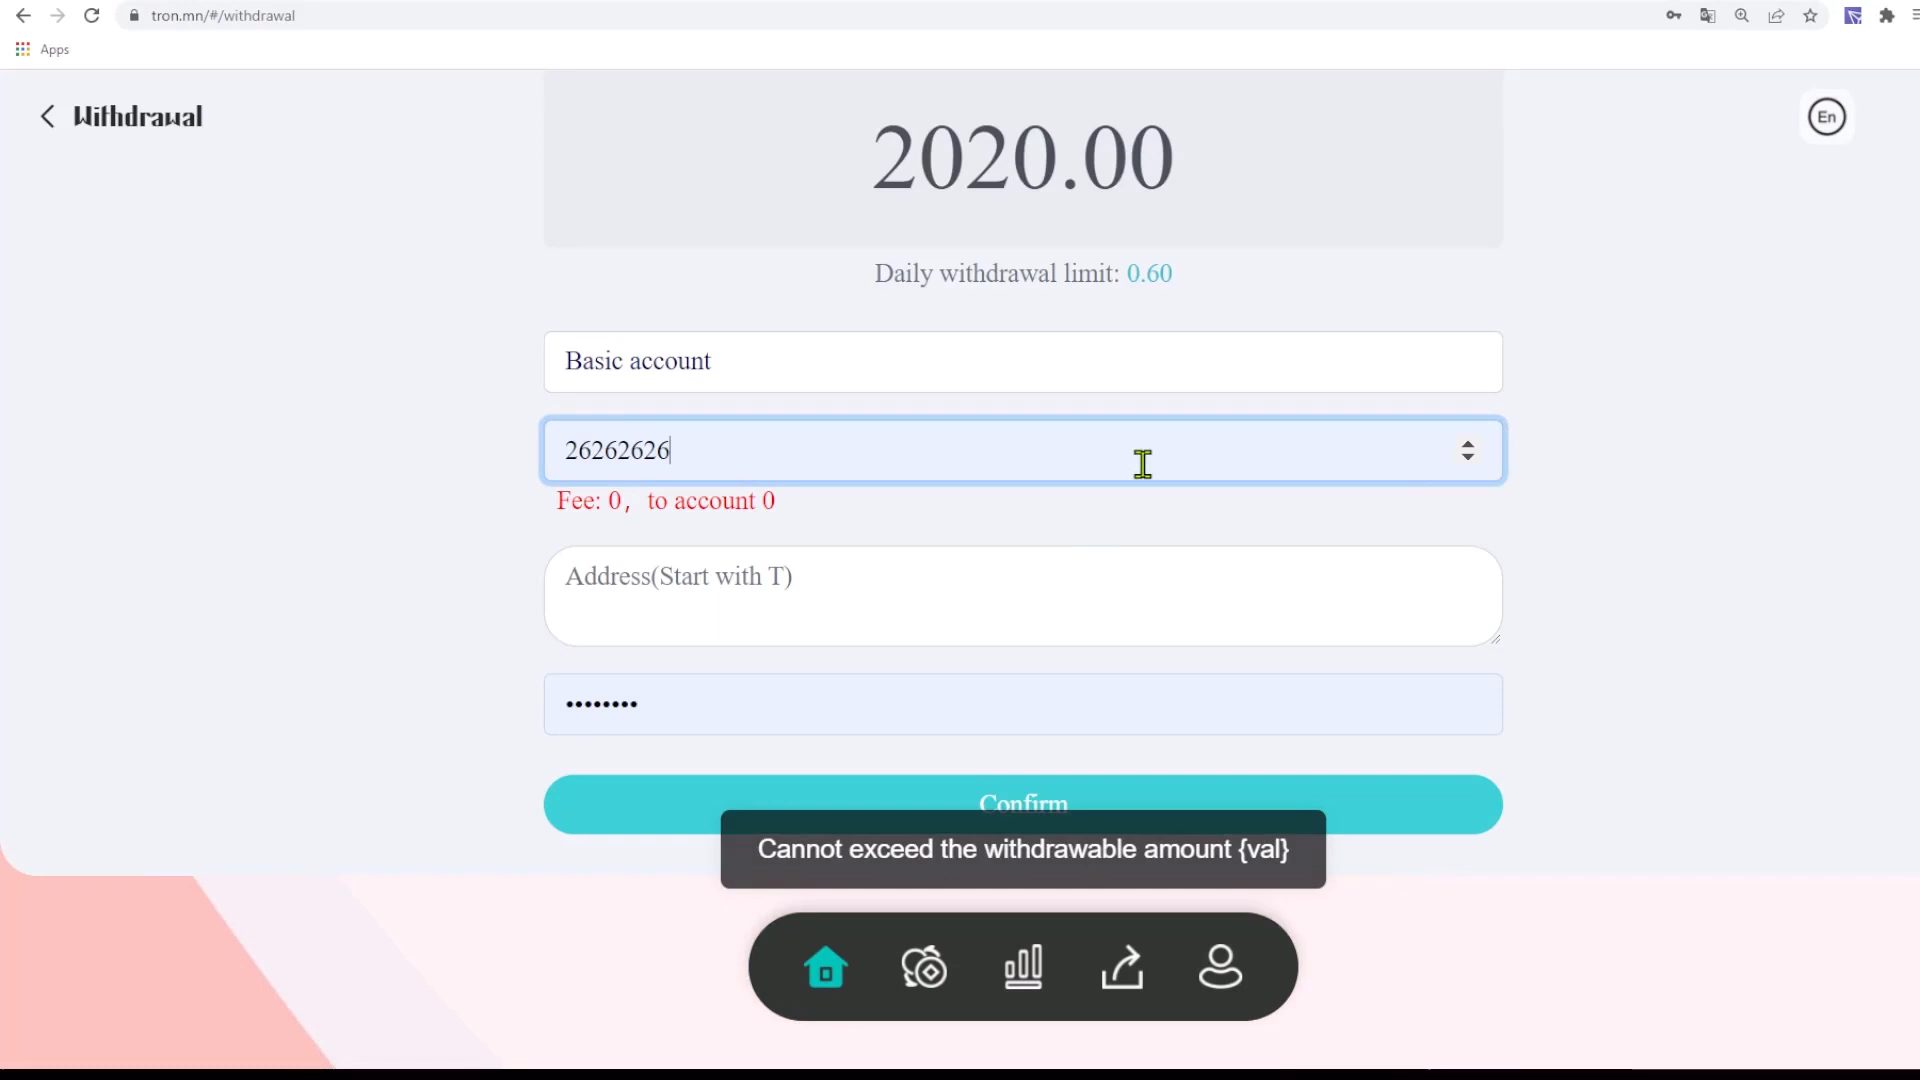 tron.mn/#/withdrawal
Apps
Withdrawal
En
2020.00
Daily withdrawal limit: 0.60
Basic account
26262626
Fee: 0，to account 0
Address(Start with T)
••••••••
Confirm
Cannot exceed the withdrawable amount {val}